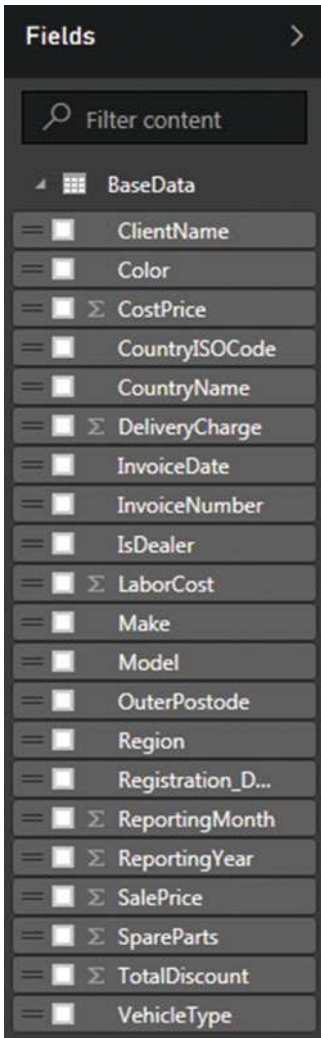 Fields
Filter content
BaseData
ClientName
Color
Σ CostPrice
CountryISOCode
CountryName
Σ DeliveryCharge
InvoiceDate
InvoiceNumber
IsDealer
Σ LaborCost
Make
Model
OuterPostode
Region
Registration_D...
Σ ReportingMonth
Σ ReportingYear
Σ SalePrice
Σ SpareParts
Σ TotalDiscount
VehicleType